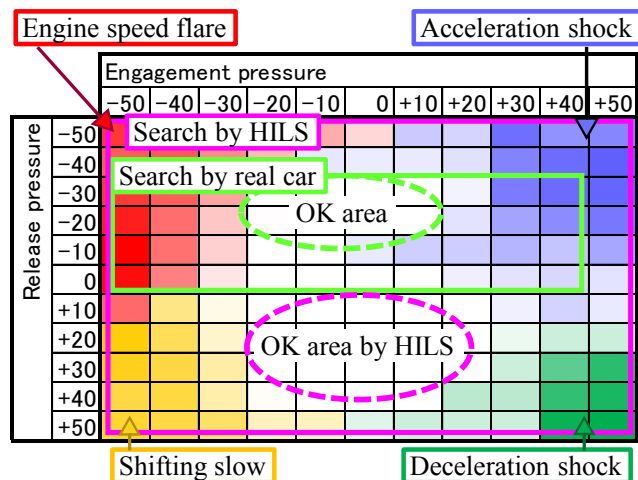 Engine speed flare
Acceleration shock
Engagement pressure
−50 −40 −30 −20 −10 0 +10 +20 +30 +40 +50
Release pressure
−50
Search by HILS
−40
Search by real car
−30
−20
OK area
−10
0
+10
+20
OK area by HILS
+30
+40
+50
Shifting slow
Deceleration shock